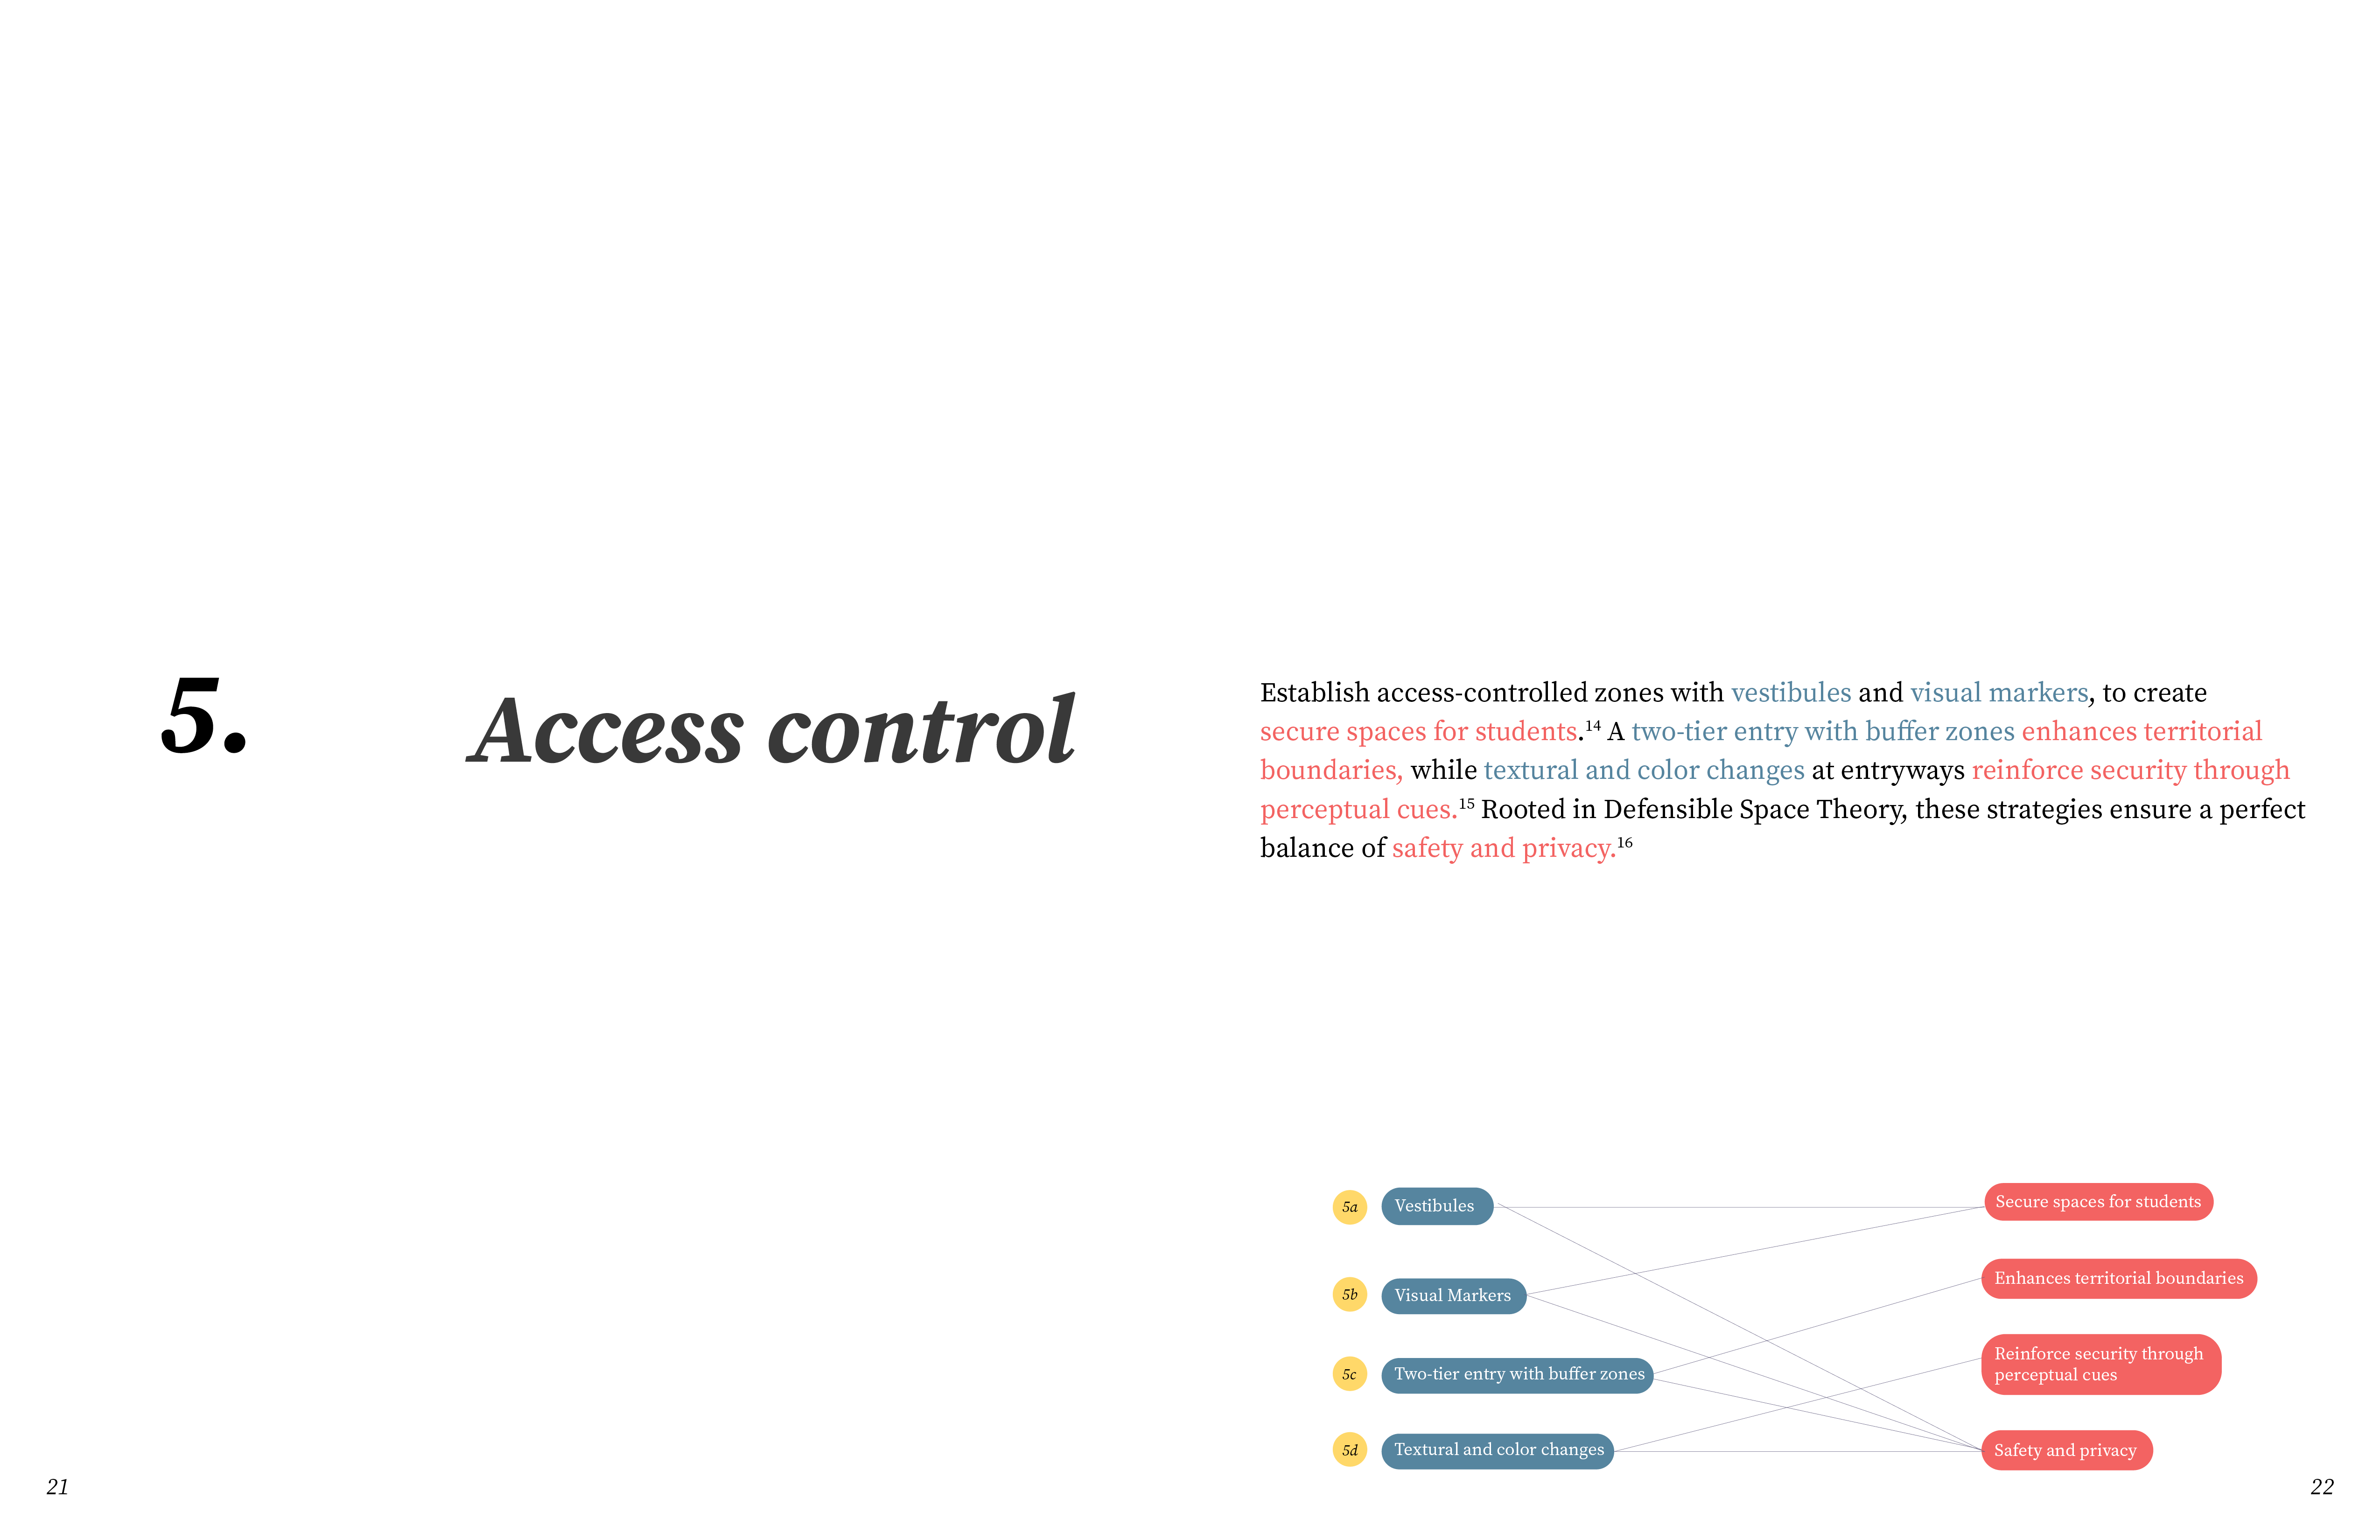 5.
Access control
Establish access-controlled zones with vestibules and visual markers, to create
secure spaces for students.14 A two-tier entry with buffer zones enhances territorial
boundaries, while textural and color changes at entryways reinforce security through
perceptual cues.15 Rooted in Defensible Space Theory, these strategies ensure a perfect
balance of safety and privacy.16
5a Vestibules
Secure spaces for students
5b Visual Markers
Enhances territorial boundaries
5c Two-tier entry with buffer zones
Reinforce security through
perceptual cues
5d Textural and color changes
Safety and privacy
21
22